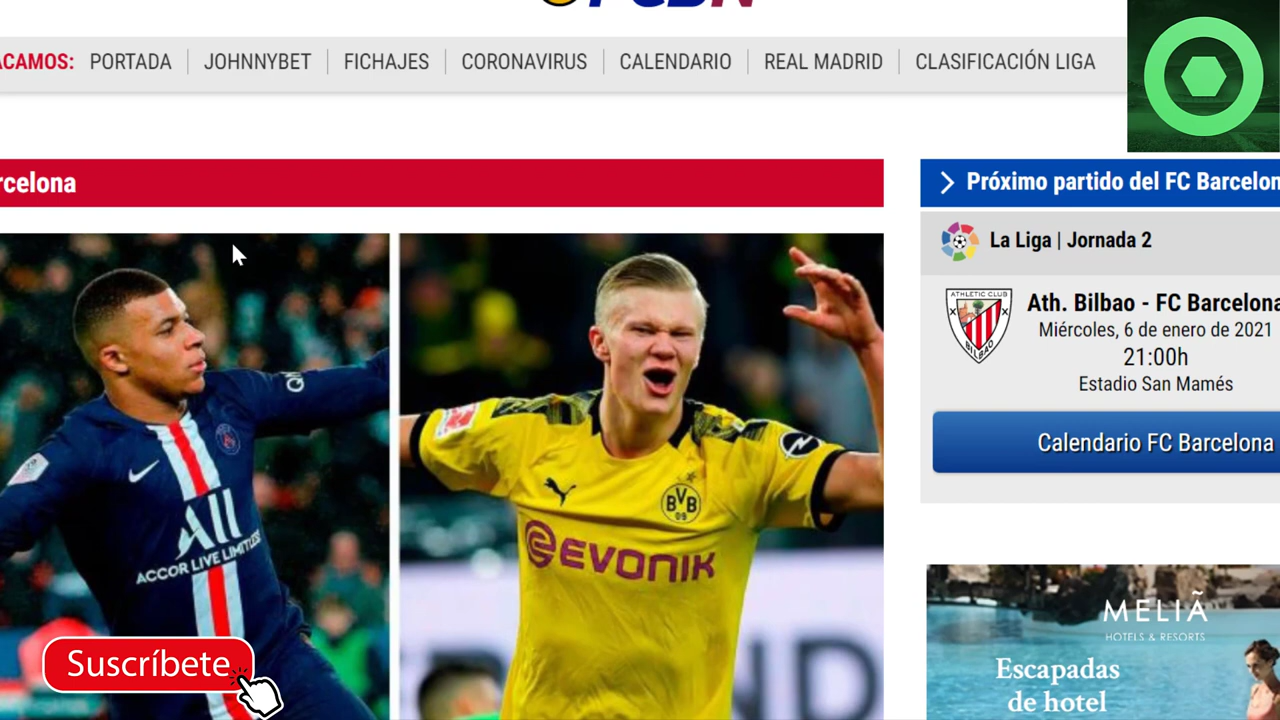 FCBN
ACAMOS: PORTADA JOHNNYBET FICHAJES CORONAVIRUS CALENDARIO REAL MADRID CLASIFICACIÓN LIGA
rcelona
Próximo partido del FC Barcelon
La Liga | Jornada 2
ATHLETIC CLUB
BILBAO
Ath. Bilbao - FC Barcelona
Miércoles, 6 de enero de 2021
21:00h
Estadio San Mamés
Calendario FC Barcelona
ALL
ACCOR LIVE LIMITLESS
BVB
09
EVONIK
Suscríbete
MELIÃ
HOTELS & RESORTS
Escapadas
de hotel